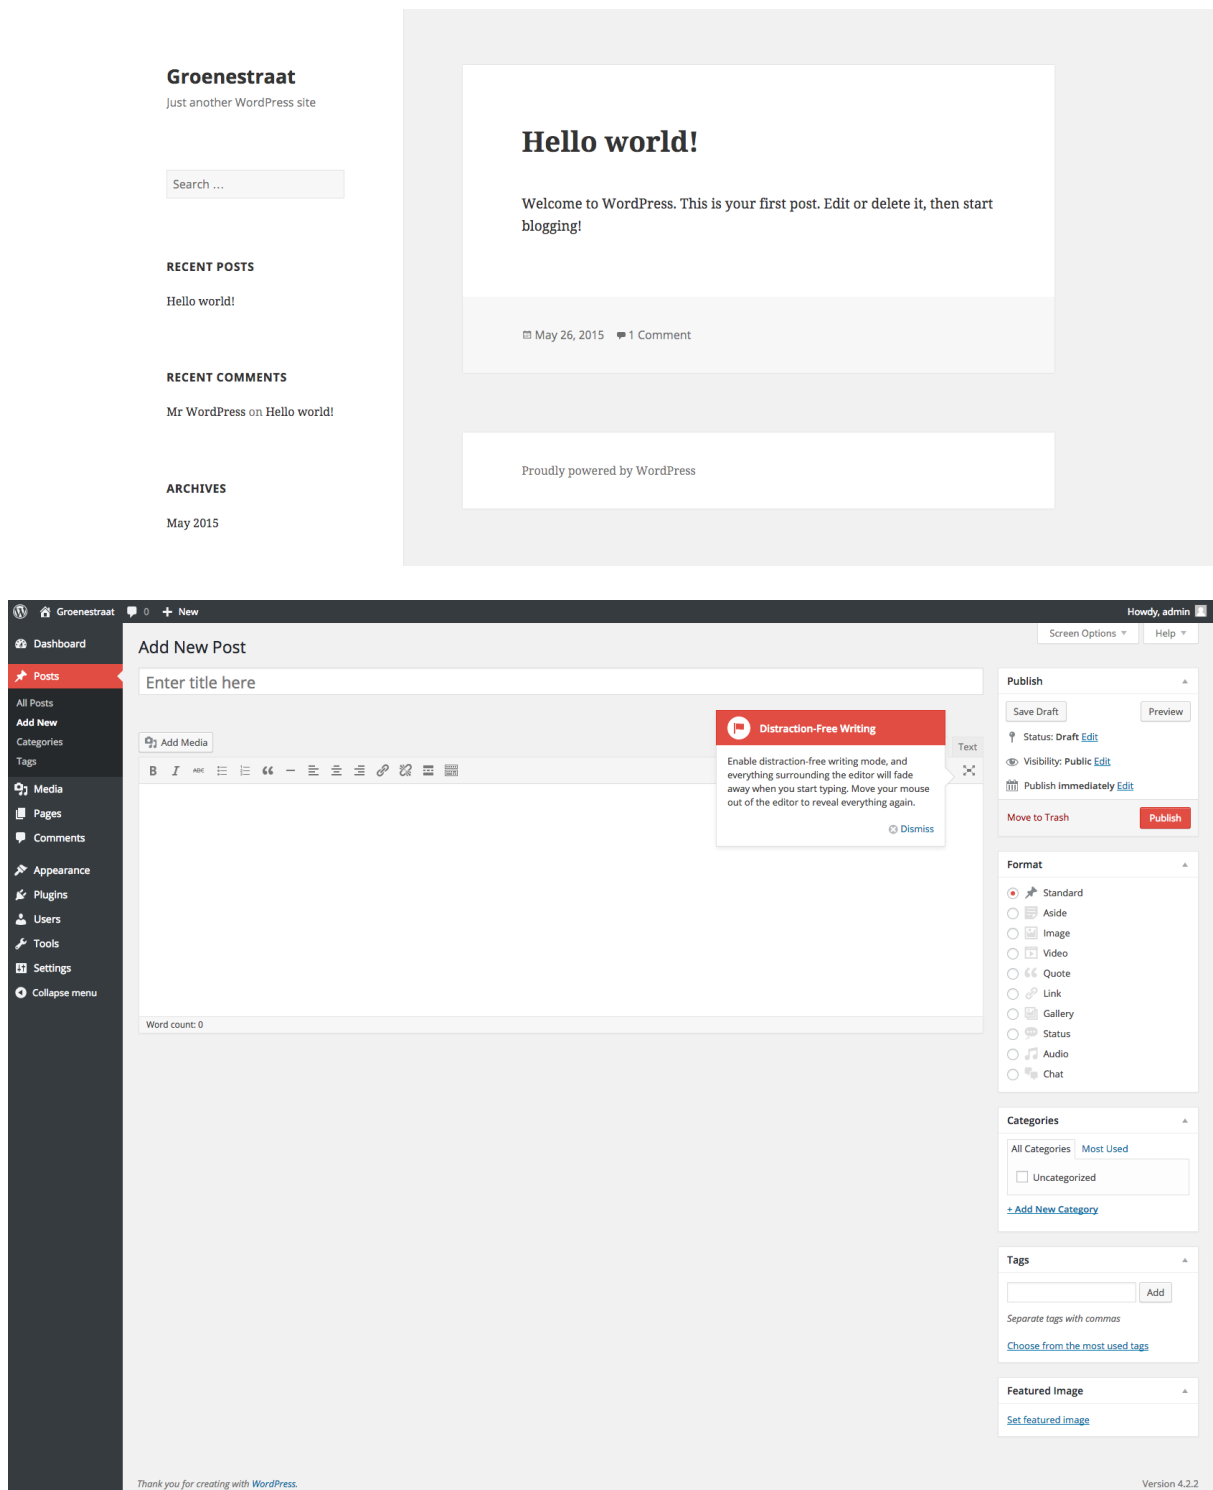 Groenestraat
Just another WordPress site
Search …
RECENT POSTS
Hello world!
RECENT COMMENTS
Mr WordPress on Hello world!
ARCHIVES
May 2015
Hello world!
Welcome to WordPress. This is your first post. Edit or delete it, then start
blogging!
May 26, 2015 1 Comment
Proudly powered by WordPress
Groenestraat 0 New
Howdy, admin
Dashboard
Posts
All Posts
Add New
Categories
Tags
Media
Pages
Comments
Appearance
Plugins
Users
Tools
Settings
Collapse menu
Screen Options Help
Add New Post
Enter title here
Add Media
Text
B I ABC
Distraction-Free Writing
Enable distraction-free writing mode, and
everything surrounding the editor will fade
away when you start typing. Move your mouse
out of the editor to reveal everything again.
Dismiss
Word count: 0
Publish
Save Draft Preview
Status: Draft Edit
Visibility: Public Edit
Publish immediately Edit
Move to Trash Publish
Format
Standard
Aside
Image
Video
Quote
Link
Gallery
Status
Audio
Chat
Categories
All Categories Most Used
Uncategorized
+ Add New Category
Tags
Add
Separate tags with commas
Choose from the most used tags
Featured Image
Set featured image
Thank you for creating with WordPress.
Version 4.2.2